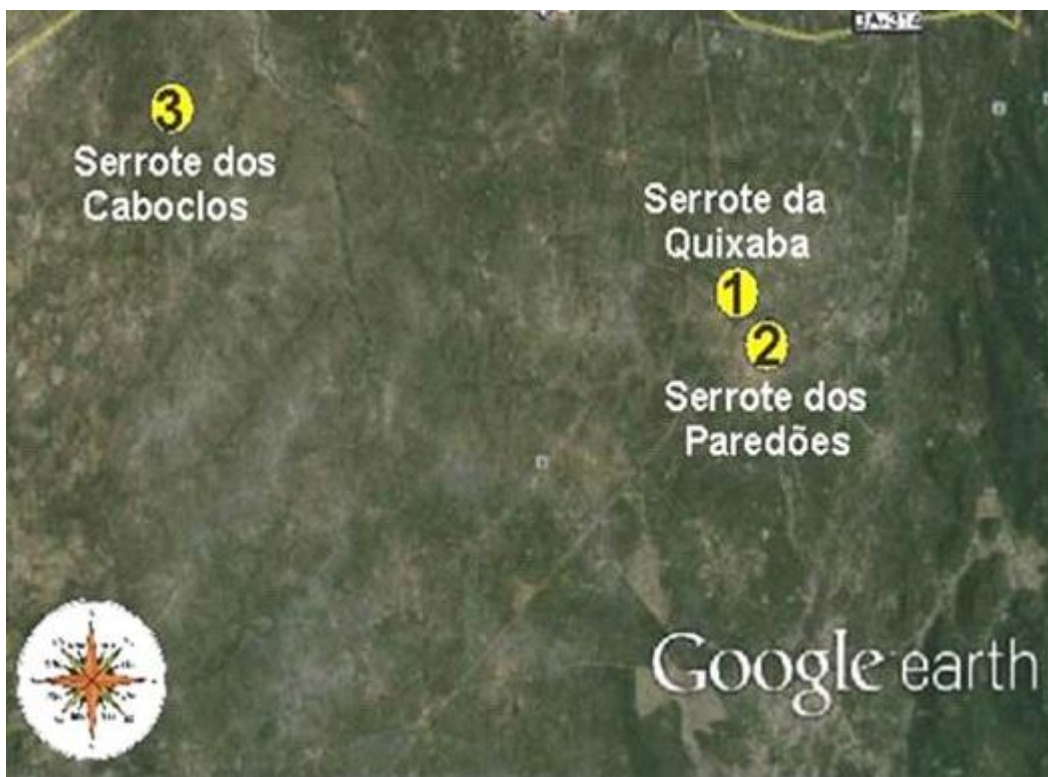 3
Serrote dos
Caboclos
Serrote da
Quixaba
1
2
Serrote dos
Paredões
Google earth